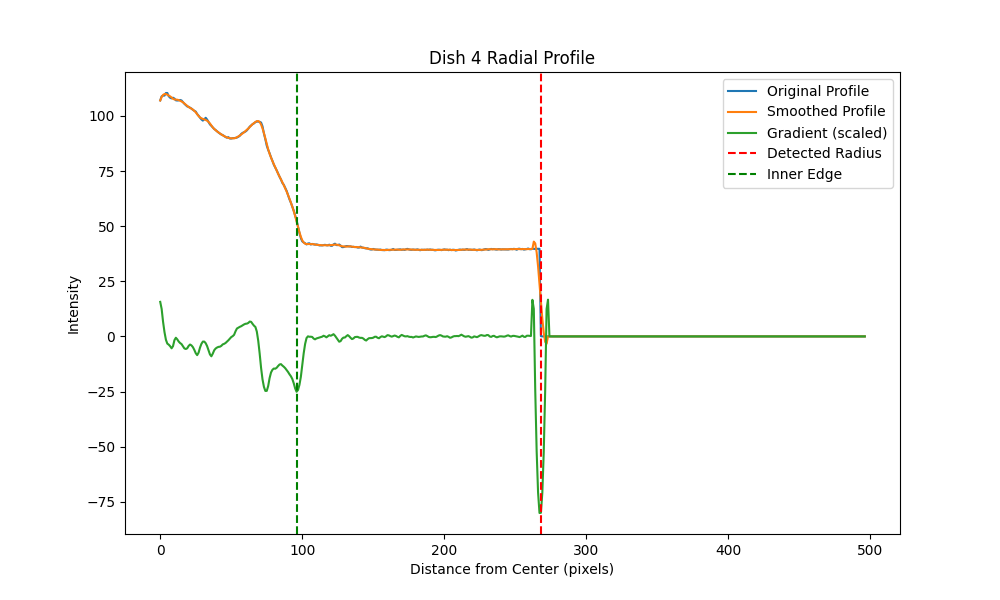 Dish 4 Radial Profile
Original Profile
Smoothed Profile
Gradient (scaled)
Detected Radius
Inner Edge
Intensity
100
75
50
25
0
−25
−50
−75
0 100 200 300 400 500
Distance from Center (pixels)